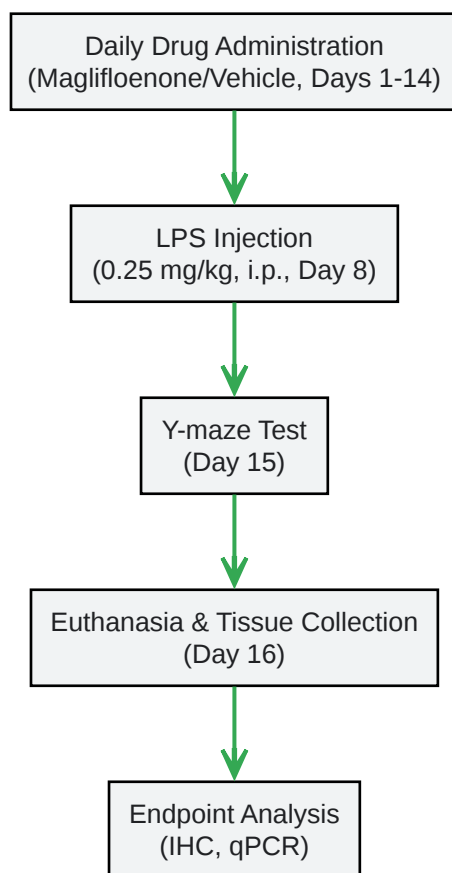 Daily Drug Administration
(Maglifloenone/Vehicle, Days 1-14)
LPS Injection
(0.25 mg/kg, i.p., Day 8)
Y-maze Test
(Day 15)
Euthanasia & Tissue Collection
(Day 16)
Endpoint Analysis
(IHC, qPCR)